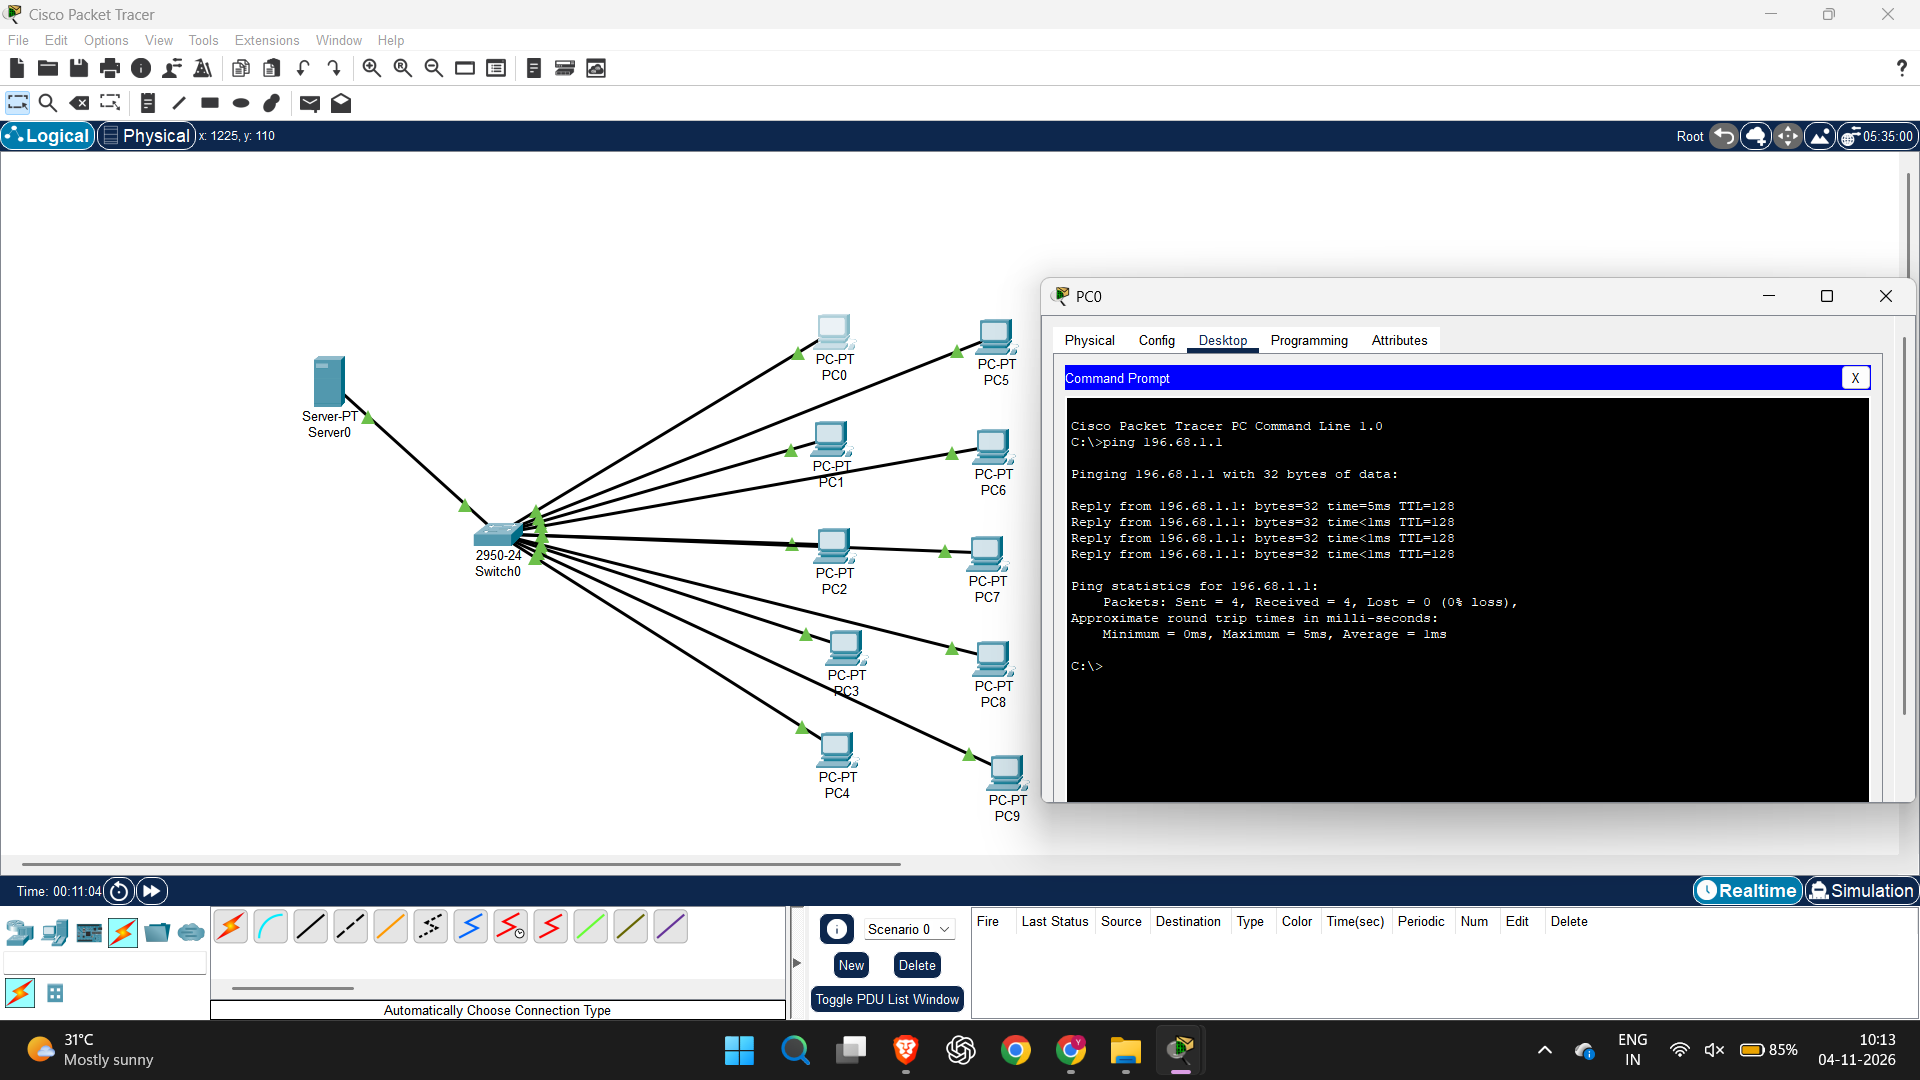 Cisco Packet Tracer
File Edit Options View Tools Extensions Window Help
?
Logical Physical x: 1225, y: 110 Root 05:35:00
Server-PT
Server0
2950-24
Switch0
PC-PT
PC0
PC-PT
PC5
PC-PT
PC1
PC-PT
PC6
PC-PT
PC2
PC-PT
PC7
PC-PT
PC3
PC-PT
PC8
PC-PT
PC4
PC-PT
PC9
PC0
Physical Config Desktop Programming Attributes
Command Prompt X
Cisco Packet Tracer PC Command Line 1.0
C:\>ping 196.68.1.1
Pinging 196.68.1.1 with 32 bytes of data:
Reply from 196.68.1.1: bytes=32 time=5ms TTL=128
Reply from 196.68.1.1: bytes=32 time<1ms TTL=128
Reply from 196.68.1.1: bytes=32 time<1ms TTL=128
Reply from 196.68.1.1: bytes=32 time<1ms TTL=128
Ping statistics for 196.68.1.1:
Packets: Sent = 4, Received = 4, Lost = 0 (0% loss),
Approximate round trip times in milli-seconds:
Minimum = 0ms, Maximum = 5ms, Average = 1ms
C:\>
Time: 00:11:04 Realtime Simulation
Automatically Choose Connection Type
Scenario 0
New Delete
Toggle PDU List Window
Fire Last Status Source Destination Type Color Time(sec) Periodic Num Edit Delete
31°C
Mostly sunny
ENG
IN
85%
10:13
04-11-2026